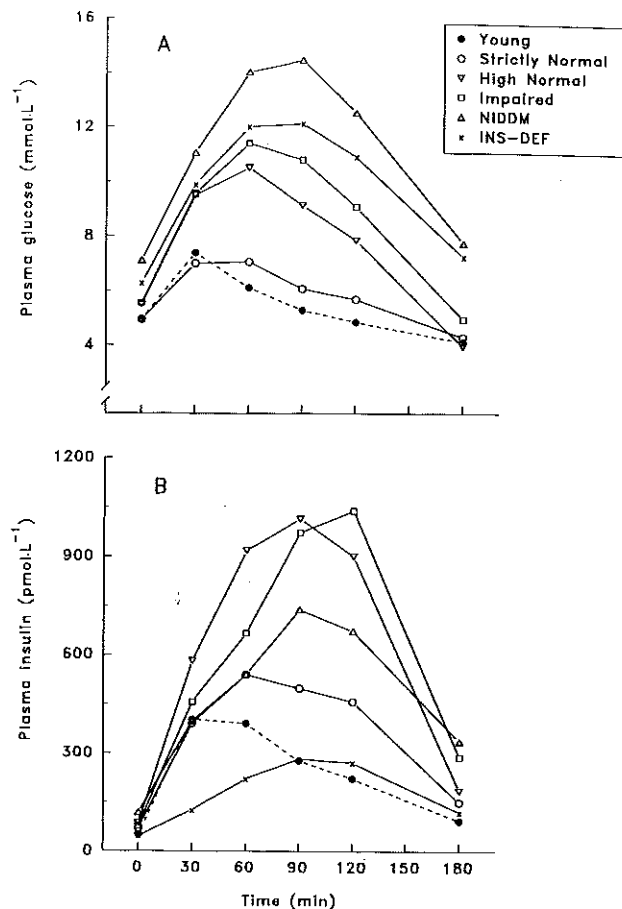 A
Young
Strictly Normal
High Normal
Impaired
NIDDM
INS-DEF
16
12
8
4
Plasma glucose (mmol·L⁻¹)
B
1200
900
600
300
0
Plasma insulin (pmol·L⁻¹)
0 30 60 90 120 150 180
Time (min)